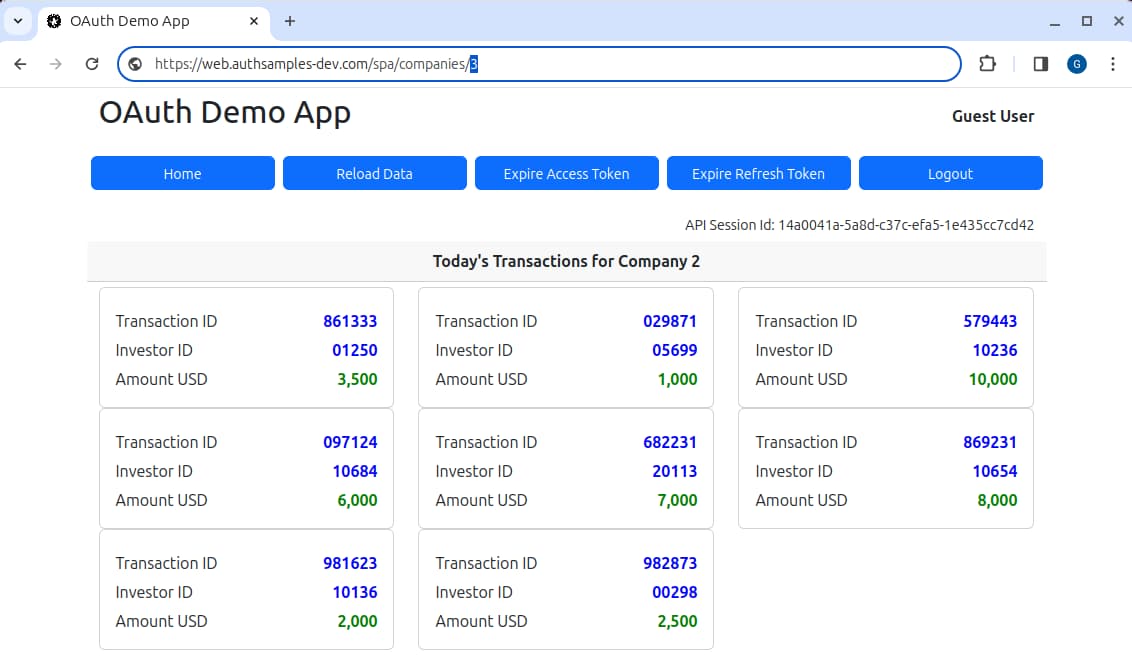 OAuth Demo App
https://web.authsamples-dev.com/spa/companies/3
G
OAuth Demo App
Guest User
Home Reload Data Expire Access Token Expire Refresh Token Logout
API Session Id: 14a0041a-5a8d-c37c-efa5-1e435cc7cd42
Today's Transactions for Company 2
Transaction ID 861333
Investor ID 01250
Amount USD 3,500
Transaction ID 029871
Investor ID 05699
Amount USD 1,000
Transaction ID 579443
Investor ID 10236
Amount USD 10,000
Transaction ID 097124
Investor ID 10684
Amount USD 6,000
Transaction ID 682231
Investor ID 20113
Amount USD 7,000
Transaction ID 869231
Investor ID 10654
Amount USD 8,000
Transaction ID 981623
Investor ID 10136
Amount USD 2,000
Transaction ID 982873
Investor ID 00298
Amount USD 2,500